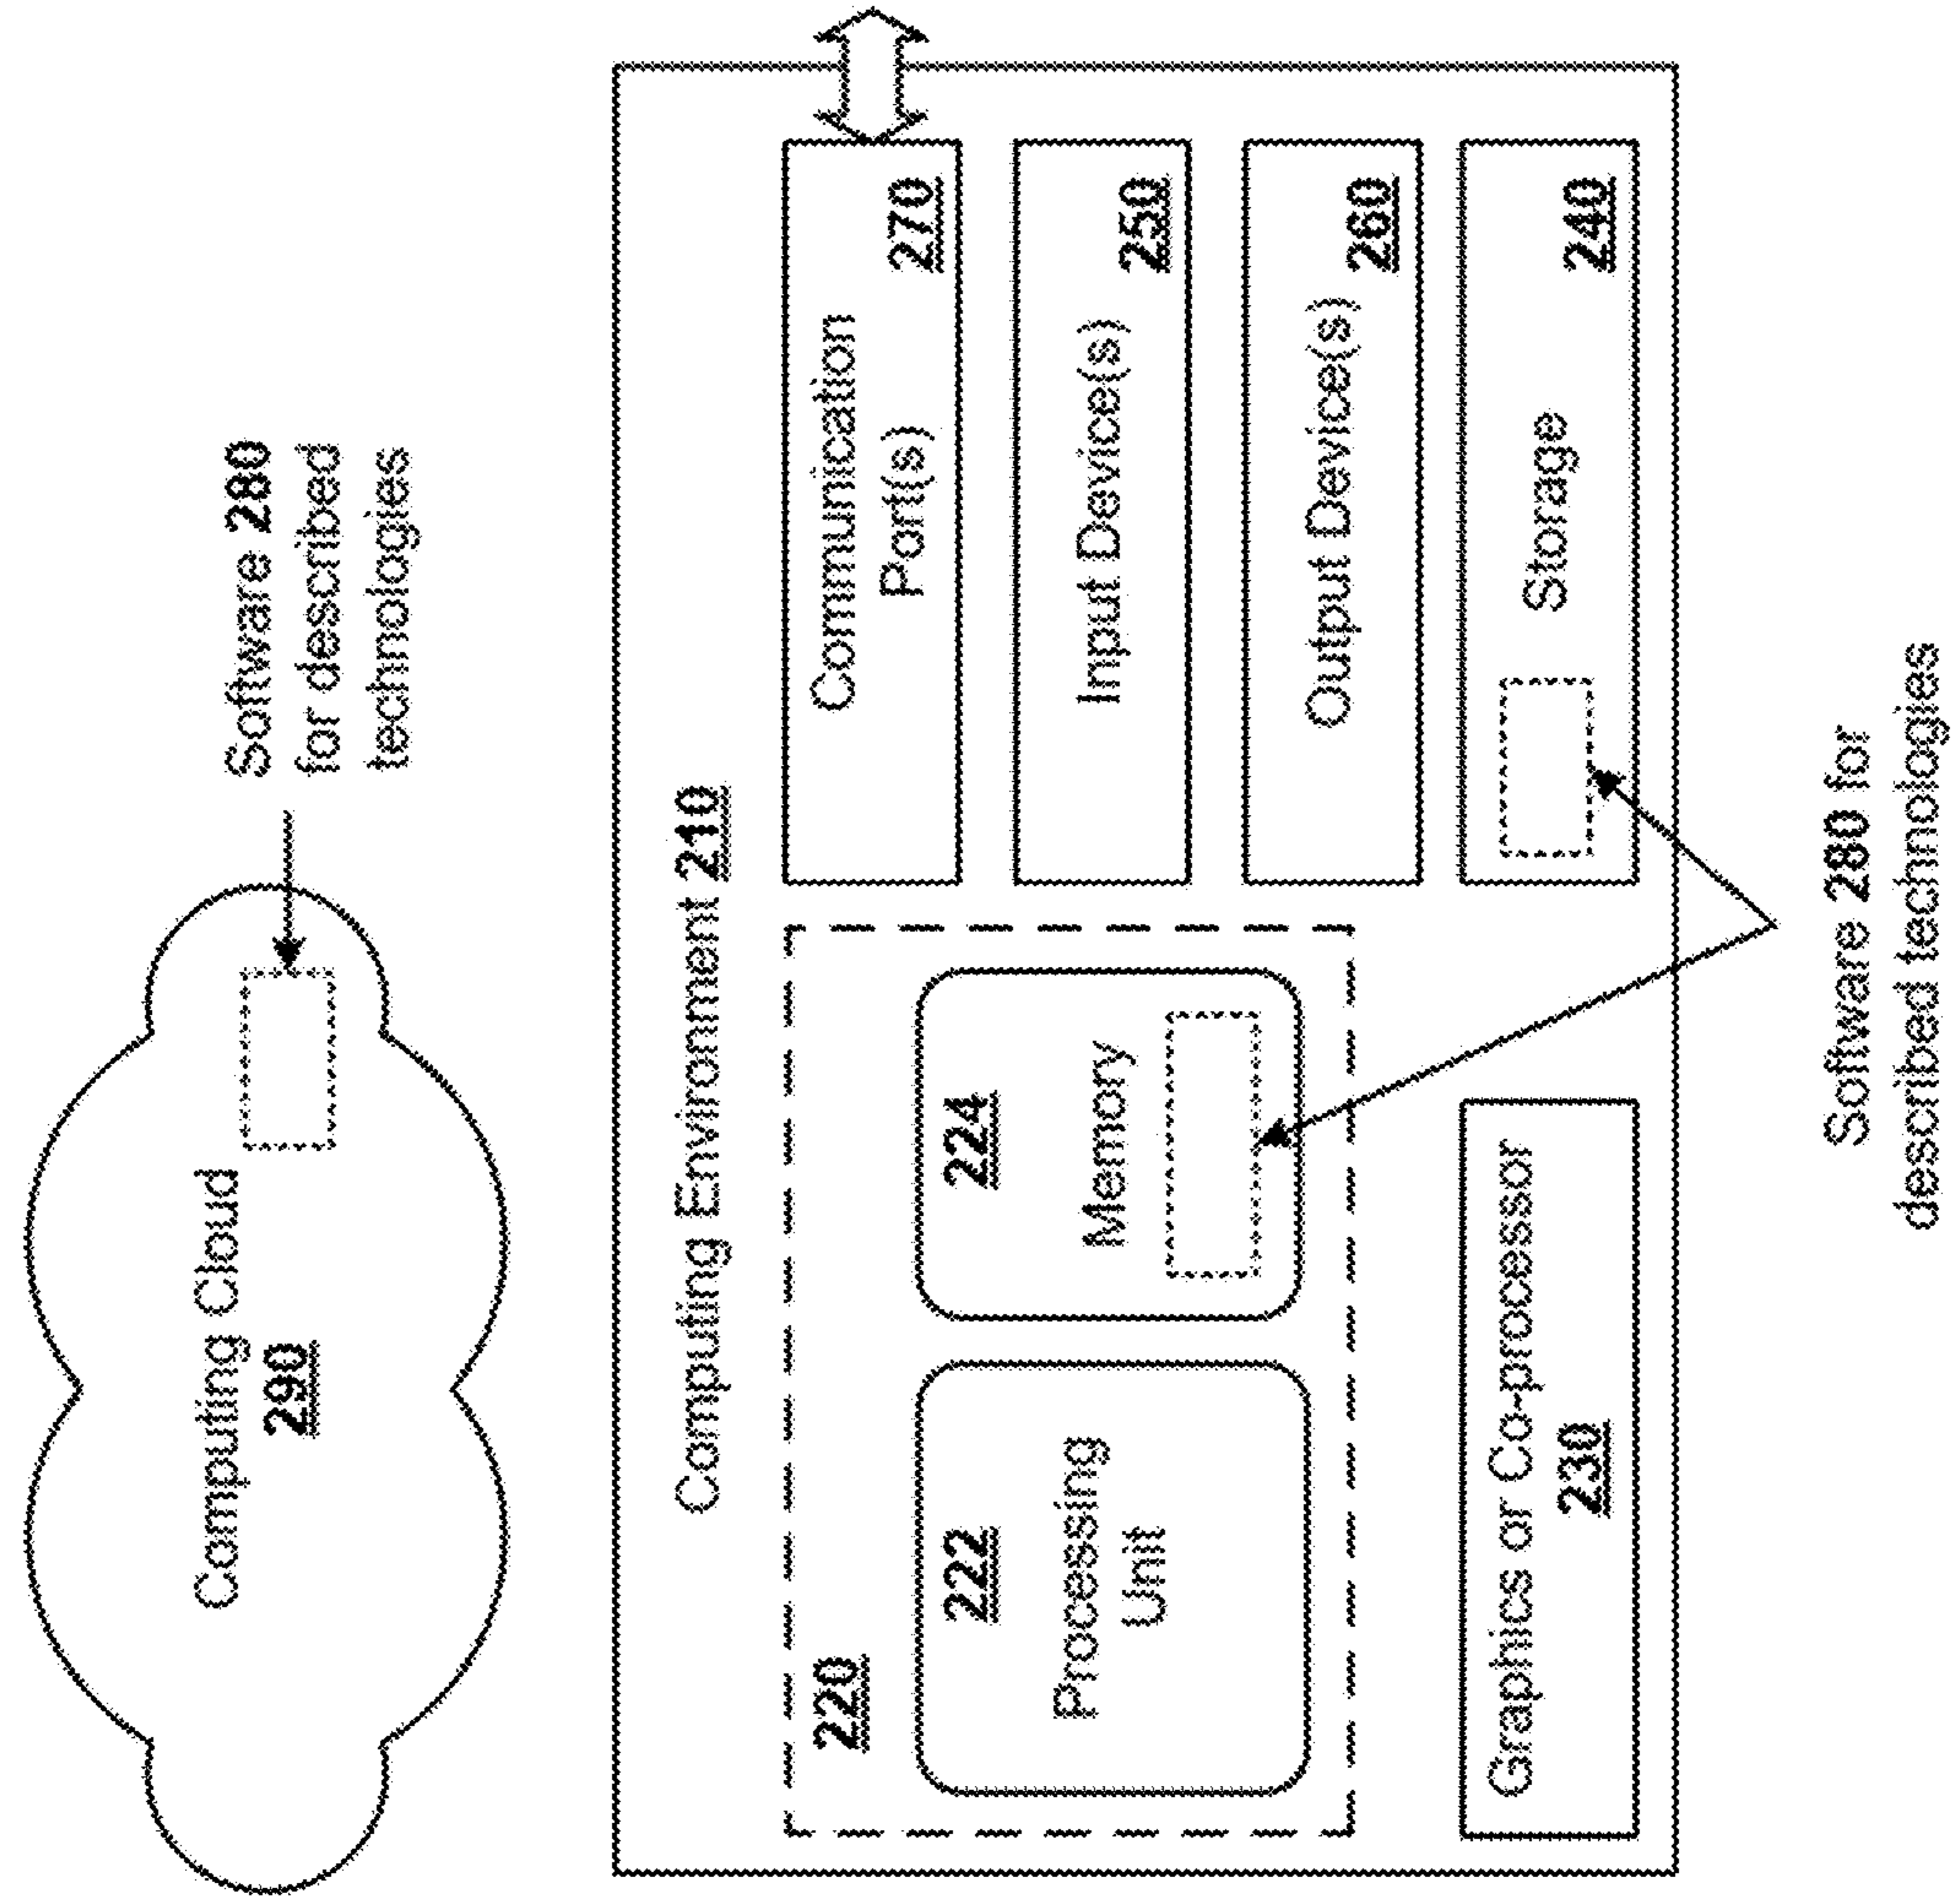 Computing Cloud
290
Software 280
for described
technologies
Computing Environment 210
220
222
Processing
Unit
224
Memory
Communication
Port(s)
270
Input Device(s)
250
Output Device(s)
260
Graphics or Co-processor
230
Storage
240
Software 280 for
described technologies